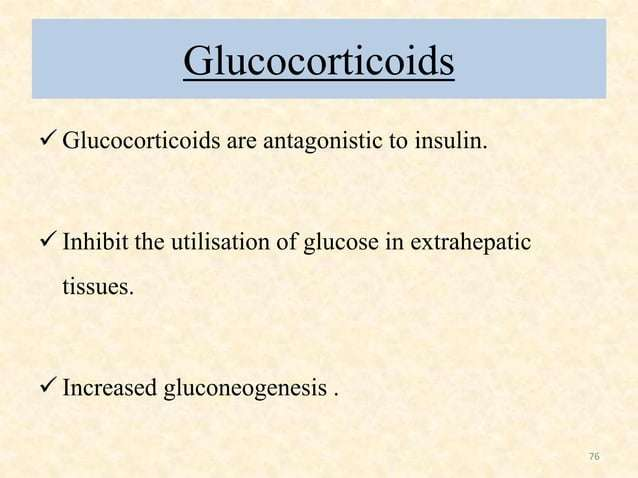 Glucocorticoids
✓ Glucocorticoids are antagonistic to insulin.
✓ Inhibit the utilisation of glucose in extrahepatic
tissues.
✓ Increased gluconeogenesis .
76